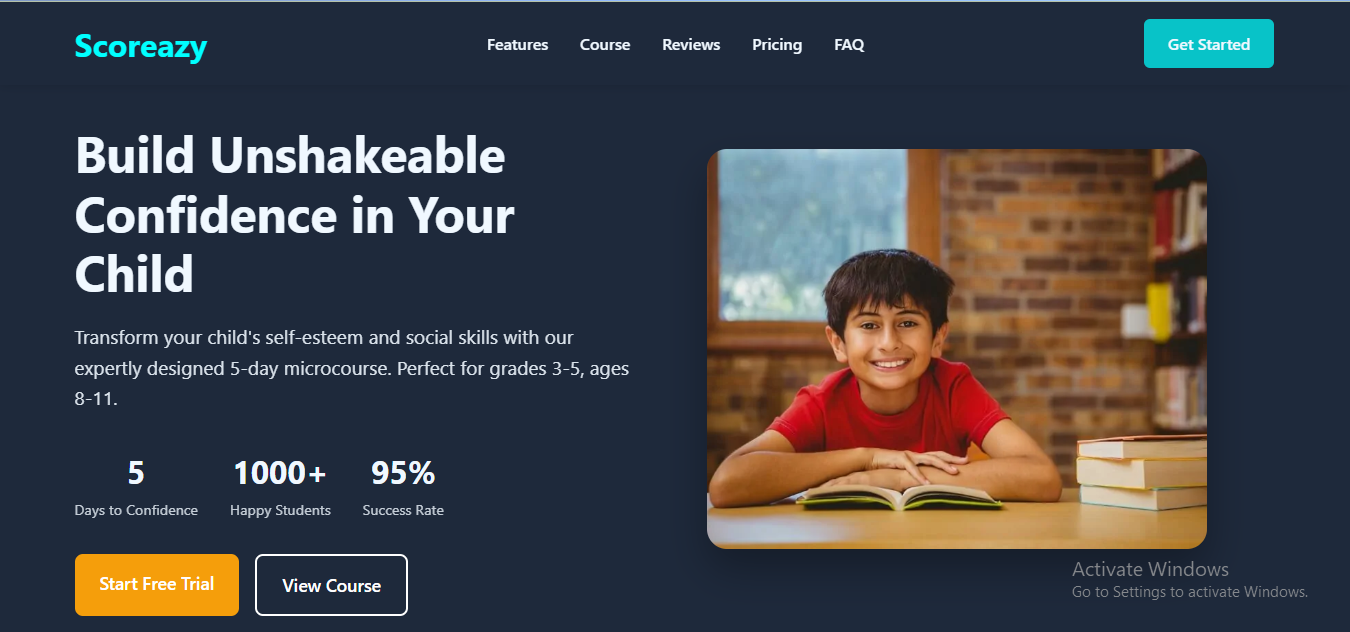 Scoreazy
Features Course Reviews Pricing FAQ
Get Started
Build Unshakeable
Confidence in Your
Child
Transform your child's self-esteem and social skills with our
expertly designed 5-day microcourse. Perfect for grades 3-5, ages
8-11.
5 1000+ 95%
Days to Confidence Happy Students Success Rate
Start Free Trial View Course
Activate Windows
Go to Settings to activate Windows.